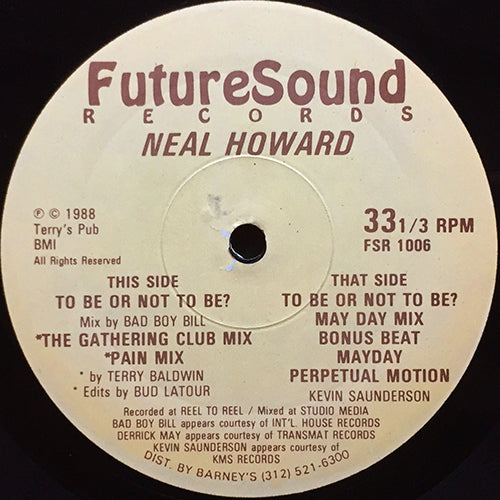 FutureSound
RECORDS
NEAL HOWARD
℗ © 1988
Terry's Pub
BMI
All Rights Reserved
33 1/3 RPM
FSR 1006
THIS SIDE
TO BE OR NOT TO BE?
Mix by BAD BOY BILL
*THE GATHERING CLUB MIX
*PAIN MIX
* by TERRY BALDWIN
* Edits by BUD LATOUR
THAT SIDE
TO BE OR NOT TO BE?
MAY DAY MIX
BONUS BEAT
MAYDAY
PERPETUAL MOTION
KEVIN SAUNDERSON
Recorded at REEL TO REEL / Mixed at STUDIO MEDIA
BAD BOY BILL appears courtesy of INT'L. HOUSE RECORDS
DERRICK MAY appears courtesy of TRANSMAT RECORDS
KEVIN SAUNDERSON appears courtesy of
KMS RECORDS
DIST. BY BARNEY'S (312) 521-6300